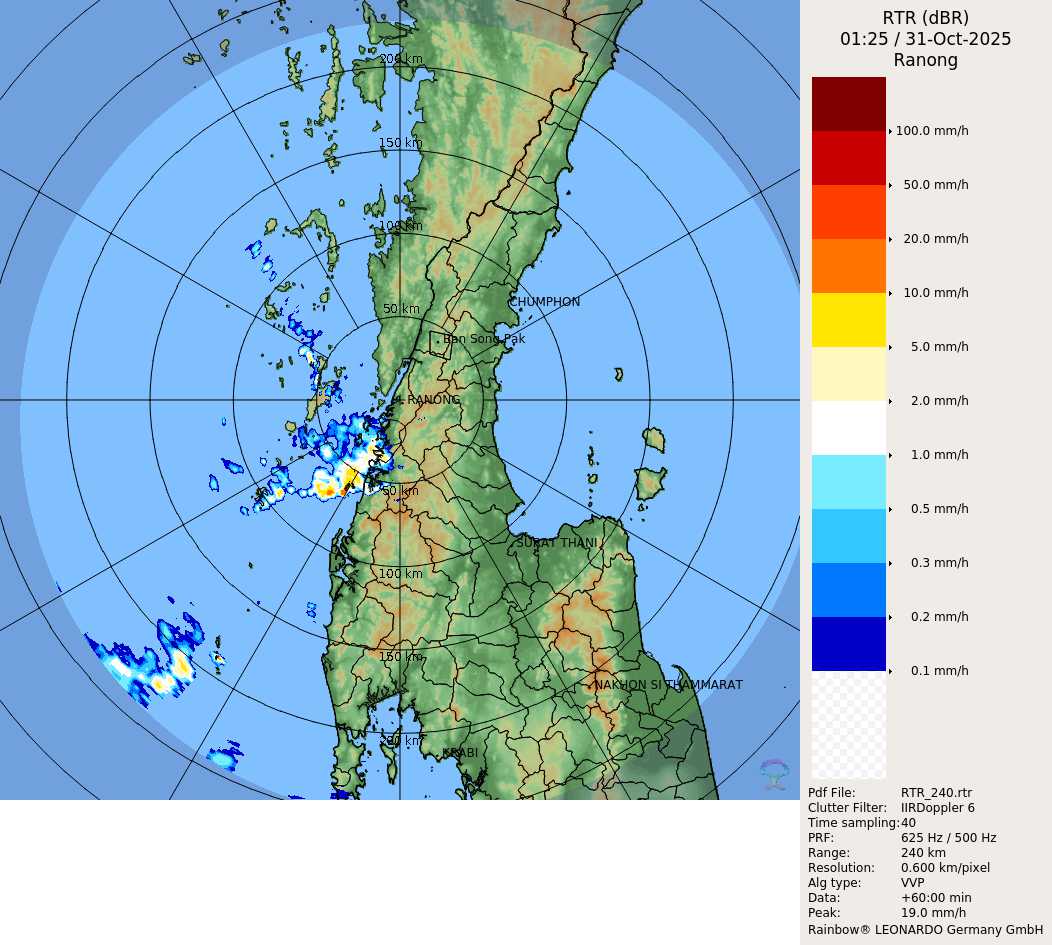 RTR (dBR)
01:25 / 31-Oct-2025
Ranong
200 km
150 km
100 km
50 km
CHUMPHON
Ban Song Pak
RANONG
50 km
SURAT THANI
100 km
150 km
NAKHON SI THAMMARAT
200 km
KRABI
100.0 mm/h
50.0 mm/h
20.0 mm/h
10.0 mm/h
5.0 mm/h
2.0 mm/h
1.0 mm/h
0.5 mm/h
0.3 mm/h
0.2 mm/h
0.1 mm/h
Pdf File: RTR_240.rtr
Clutter Filter: IIRDoppler 6
Time sampling:40
PRF: 625 Hz / 500 Hz
Range: 240 km
Resolution: 0.600 km/pixel
Alg type: VVP
Data: +60:00 min
Peak: 19.0 mm/h
Rainbow® LEONARDO Germany GmbH